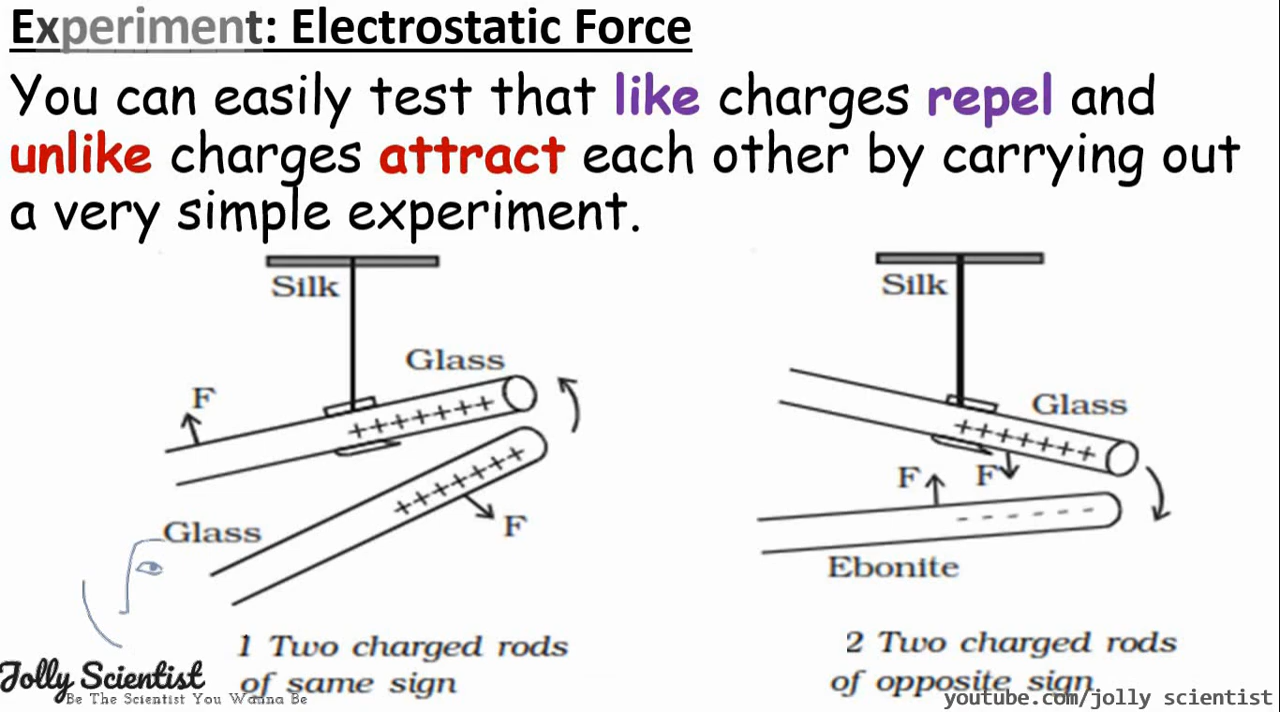 Experiment: Electrostatic Force
You can easily test that like charges repel and
unlike charges attract each other by carrying out
a very simple experiment.
Silk
Glass
F
+++++++
+++++++
F
Glass
1 Two charged rods
of same sign
Silk
Glass
+++++++
F
F
- - - - - -
Ebonite
2 Two charged rods
of opposite sign
Jolly Scientist
Be The Scientist You Wanna Be
youtube.com/jolly scientist